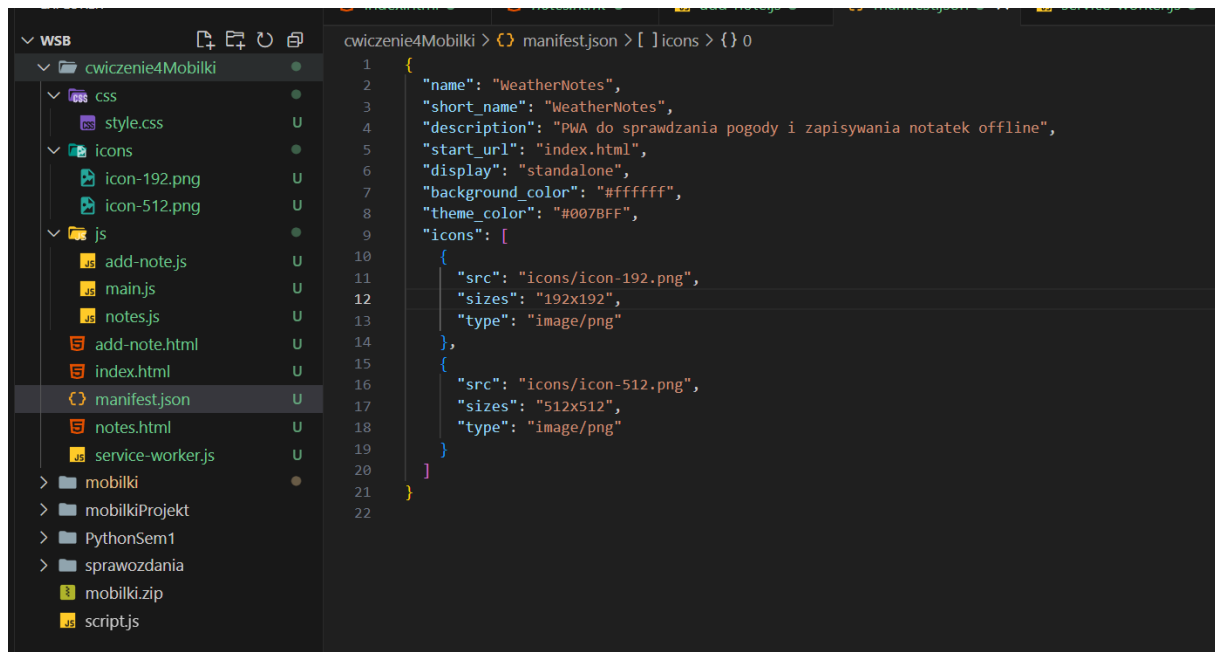 WSB
cwiczenie4Mobilki
css
style.css U
icons
icon-192.png U
icon-512.png U
js
add-note.js U
main.js U
notes.js U
add-note.html U
index.html U
manifest.json U
notes.html U
service-worker.js U
mobilki
mobilkiProjekt
PythonSem1
sprawozdania
mobilki.zip
script.js
cwiczenie4Mobilki > {} manifest.json > [ ] icons > {} 0
1 {
2 "name": "WeatherNotes",
3 "short_name": "WeatherNotes",
4 "description": "PWA do sprawdzania pogody i zapisywania notatek offline",
5 "start_url": "index.html",
6 "display": "standalone",
7 "background_color": "#ffffff",
8 "theme_color": "#007BFF",
9 "icons": [
10 {
11 "src": "icons/icon-192.png",
12 "sizes": "192x192",
13 "type": "image/png"
14 },
15 {
16 "src": "icons/icon-512.png",
17 "sizes": "512x512",
18 "type": "image/png"
19 }
20 ]
21 }
22